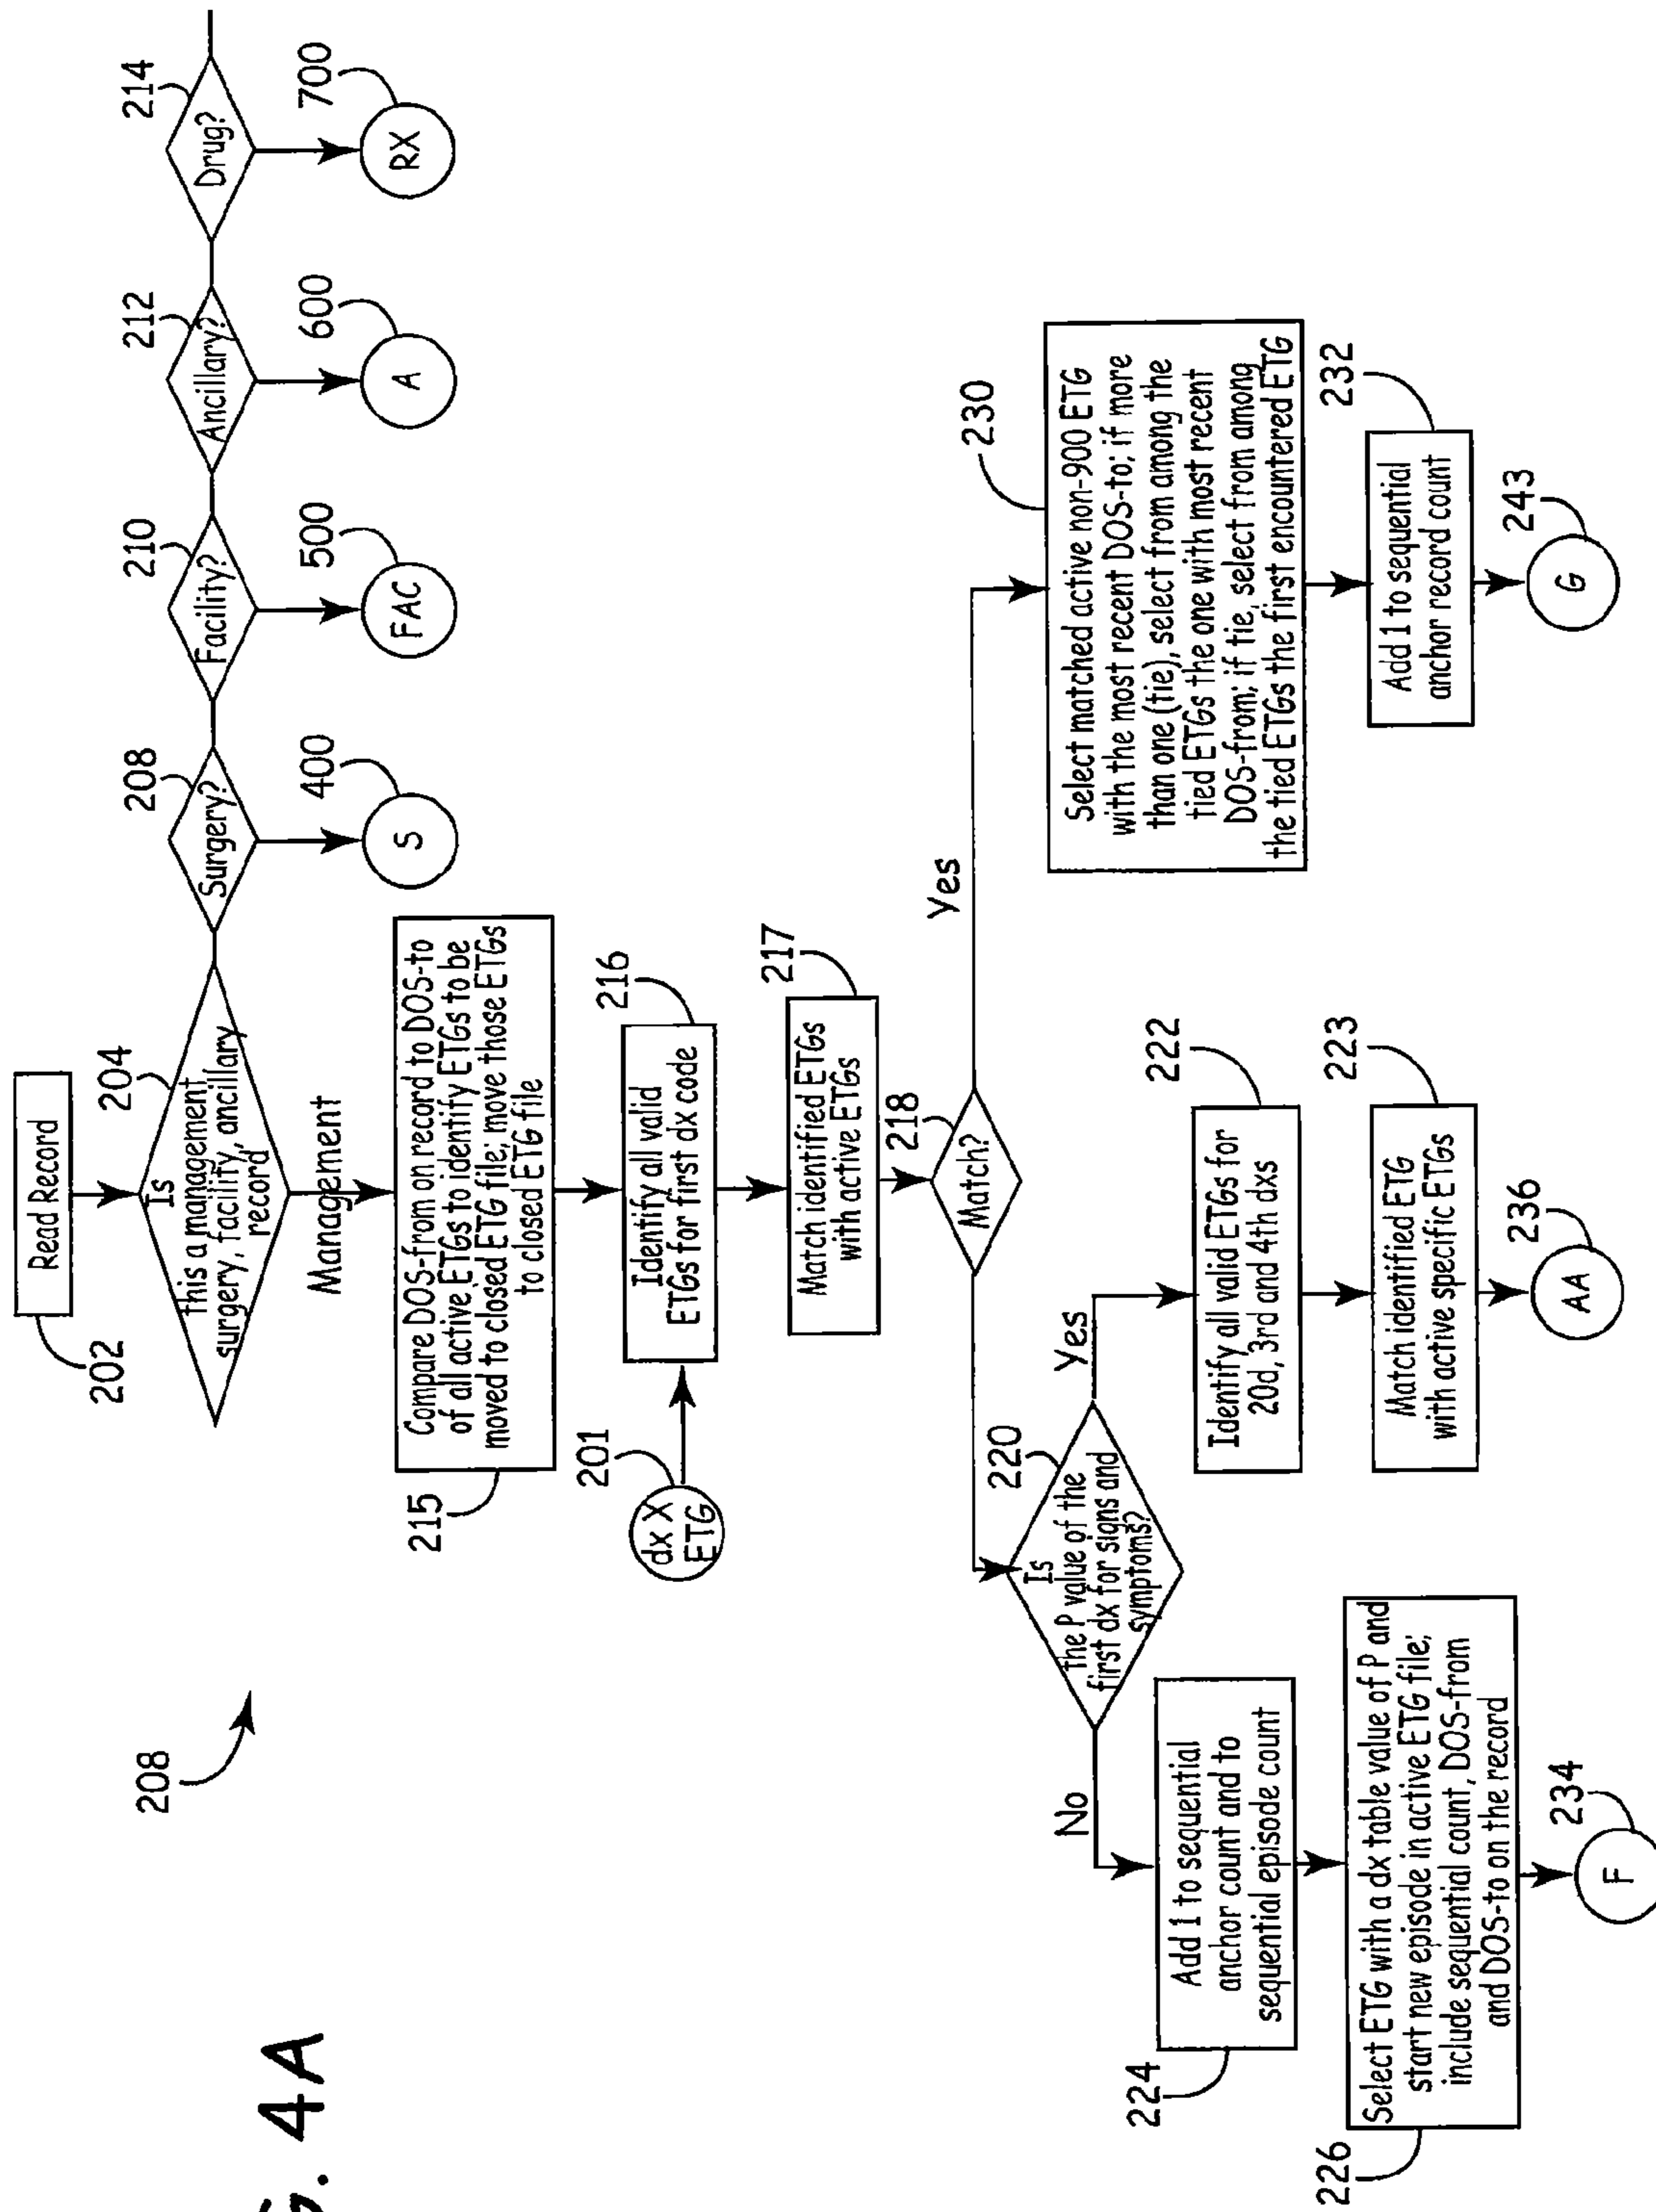 G. 4A
208
202
Read Record
204
Is
this a management
surgery, facility, ancillary
record,
208
Surgery?
210
Facility?
212
Ancillary?
214
Drug?
400
S
500
FAC
600
A
700
RX
Management
215
Compare DOS-from on record to DOS-to
of all active ETGs to identify ETGs to be
moved to closed ETG file; move those ETGs
to closed ETG file
201
dx X
ETG
216
Identify all valid
ETGs for first dx code
217
Match identified ETGs
with active ETGs
218
Match?
Yes
230
Select matched active non-900 ETG
with the most recent DOS-to; if more
than one (tie), select from among the
tied ETGs the one with most recent
DOS-from; if tie, select from among
the tied ETGs the first encountered ETG
232
Add 1 to sequential
anchor record count
243
G
220
Is
the P value of the
first dx for signs and
symptoms?
Yes
222
Identify all valid ETGs for
20d, 3rd and 4th dxs
223
Match identified ETG
with active specific ETGs
236
AA
No
224
Add 1 to sequential
anchor count and to
sequential episode count
226
Select ETG with a dx table value of P and
start new episode in active ETG file;
include sequential count, DOS-from
and DOS-to on the record
234
F